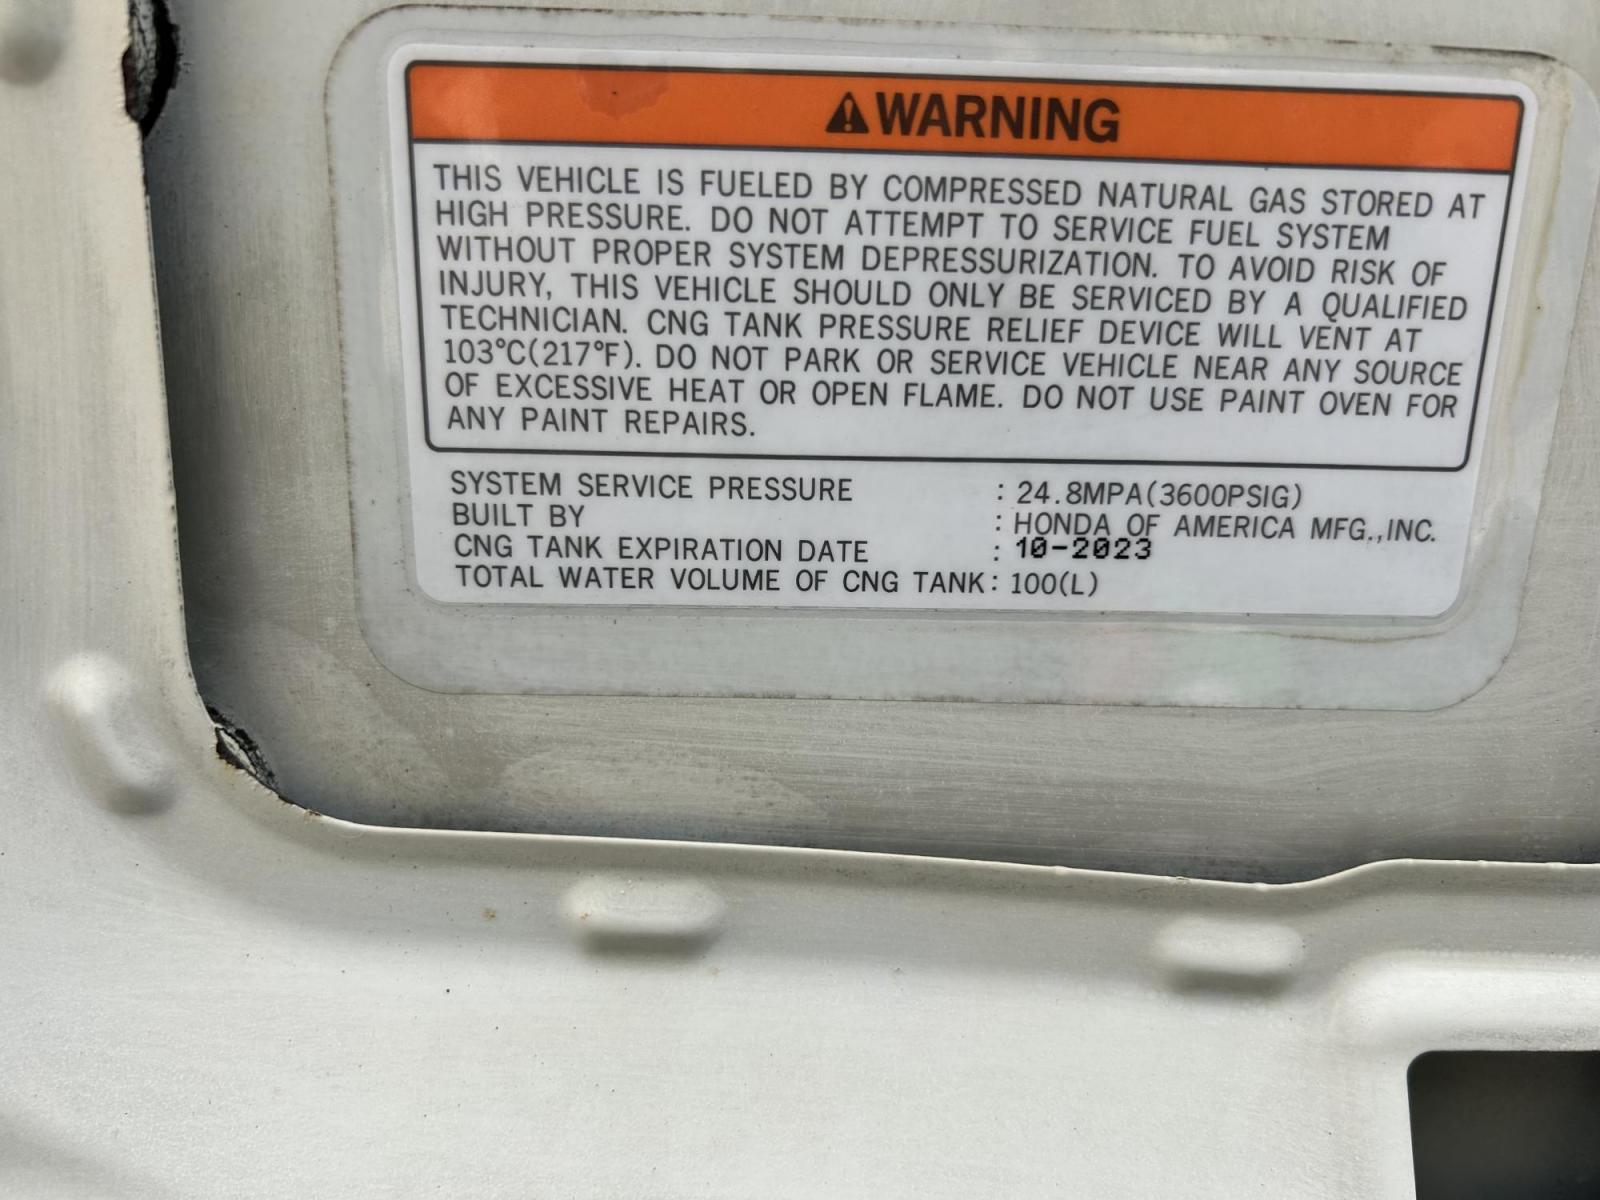 ⚠WARNING
THIS VEHICLE IS FUELED BY COMPRESSED NATURAL GAS STORED AT
HIGH PRESSURE. DO NOT ATTEMPT TO SERVICE FUEL SYSTEM
WITHOUT PROPER SYSTEM DEPRESSURIZATION. TO AVOID RISK OF
INJURY, THIS VEHICLE SHOULD ONLY BE SERVICED BY A QUALIFIED
TECHNICIAN. CNG TANK PRESSURE RELIEF DEVICE WILL VENT AT
103°C(217°F). DO NOT PARK OR SERVICE VEHICLE NEAR ANY SOURCE
OF EXCESSIVE HEAT OR OPEN FLAME. DO NOT USE PAINT OVEN FOR
ANY PAINT REPAIRS.
SYSTEM SERVICE PRESSURE : 24.8MPA(3600PSIG)
BUILT BY : HONDA OF AMERICA MFG.,INC.
CNG TANK EXPIRATION DATE : 10-2023
TOTAL WATER VOLUME OF CNG TANK: 100(L)